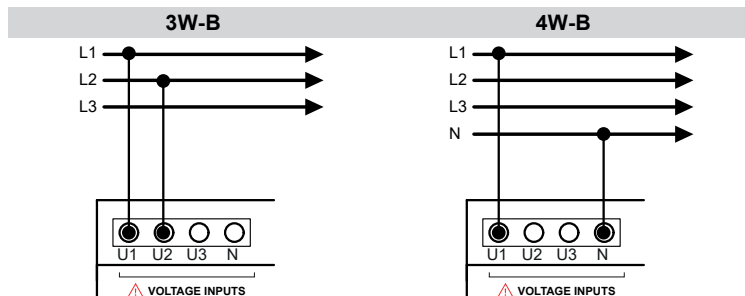 3W-B 4W-B
L1 L1
L2 L2
L3 L3
N
U1 U2 U3 N U1 U2 U3 N
VOLTAGE INPUTS VOLTAGE INPUTS